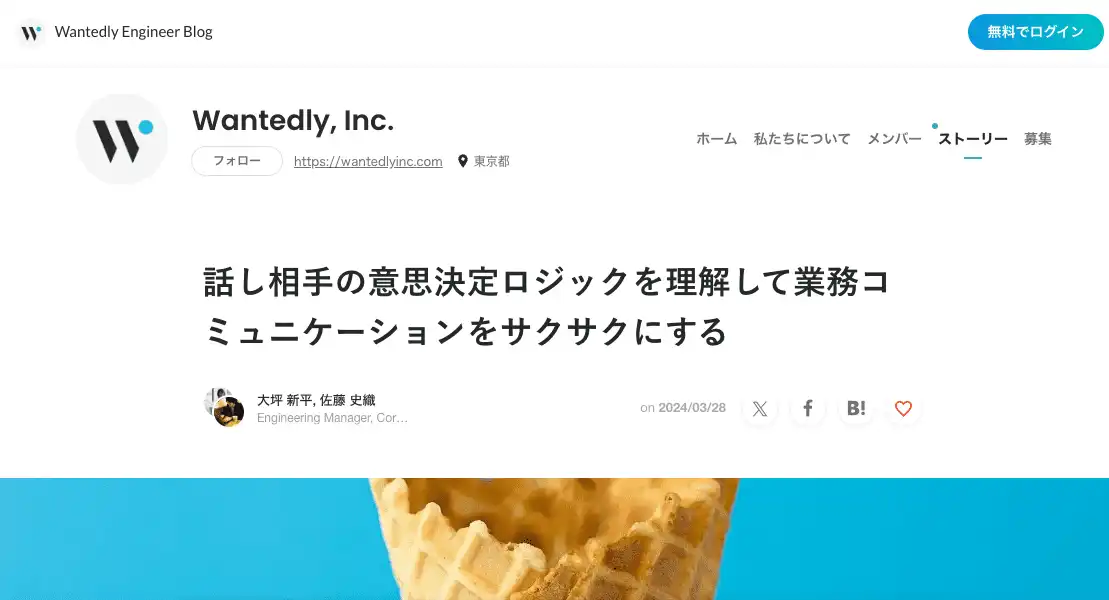 Wantedly Engineer Blog
無料でログイン
Wantedly, Inc.
フォロー
https://wantedlyinc.com
東京都
ホーム
私たちについて
メンバー
ストーリー
募集
話し相手の意思決定ロジックを理解して業務コ
ミュニケーションをサクサクにする
大坪 新平, 佐藤 史織
Engineering Manager, Cor...
on 2024/03/28
B!